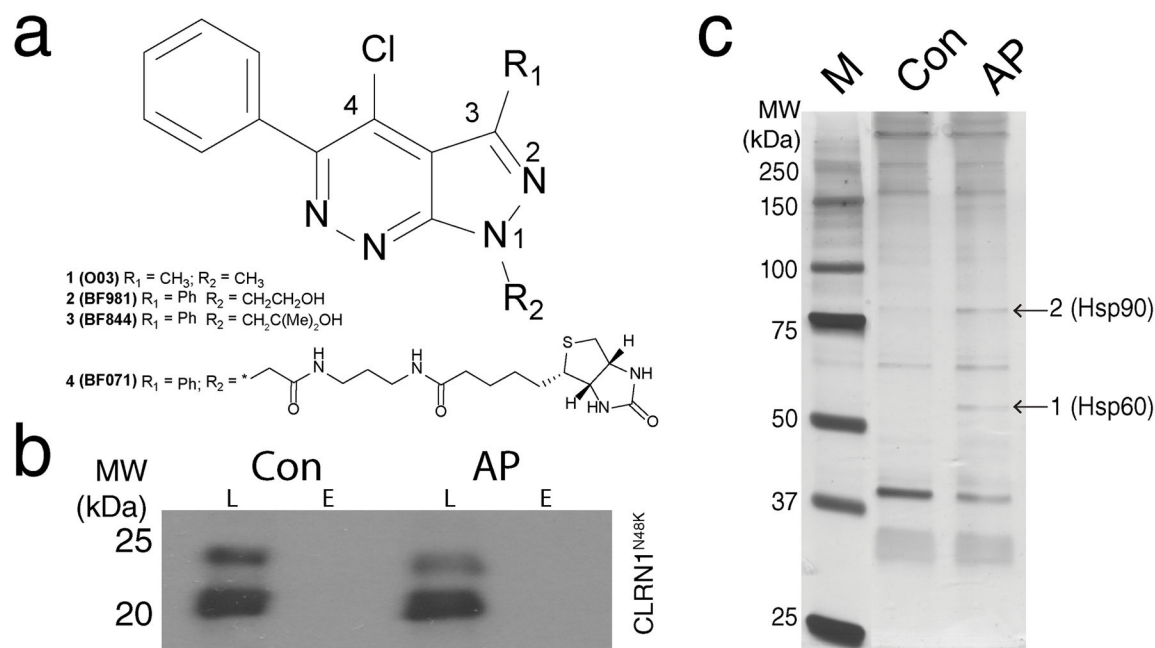 a
Cl
R1
4
3
2
N
N
N
N1
R2
1 (O03) R1 = CH3; R2 = CH3
2 (BF981) R1 = Ph R2 = CH2CH2OH
3 (BF844) R1 = Ph R2 = CH2C(Me)2OH
4 (BF071) R1 = Ph; R2 = *
O
H
N
H
N
O
S
H
NH
H
HN
O
b
MW
(kDa)
Con
AP
L
E
L
E
25
20
CLRN1N48K
c
M
Con
AP
MW
(kDa)
250
150
100
75
50
37
25
2 (Hsp90)
1 (Hsp60)